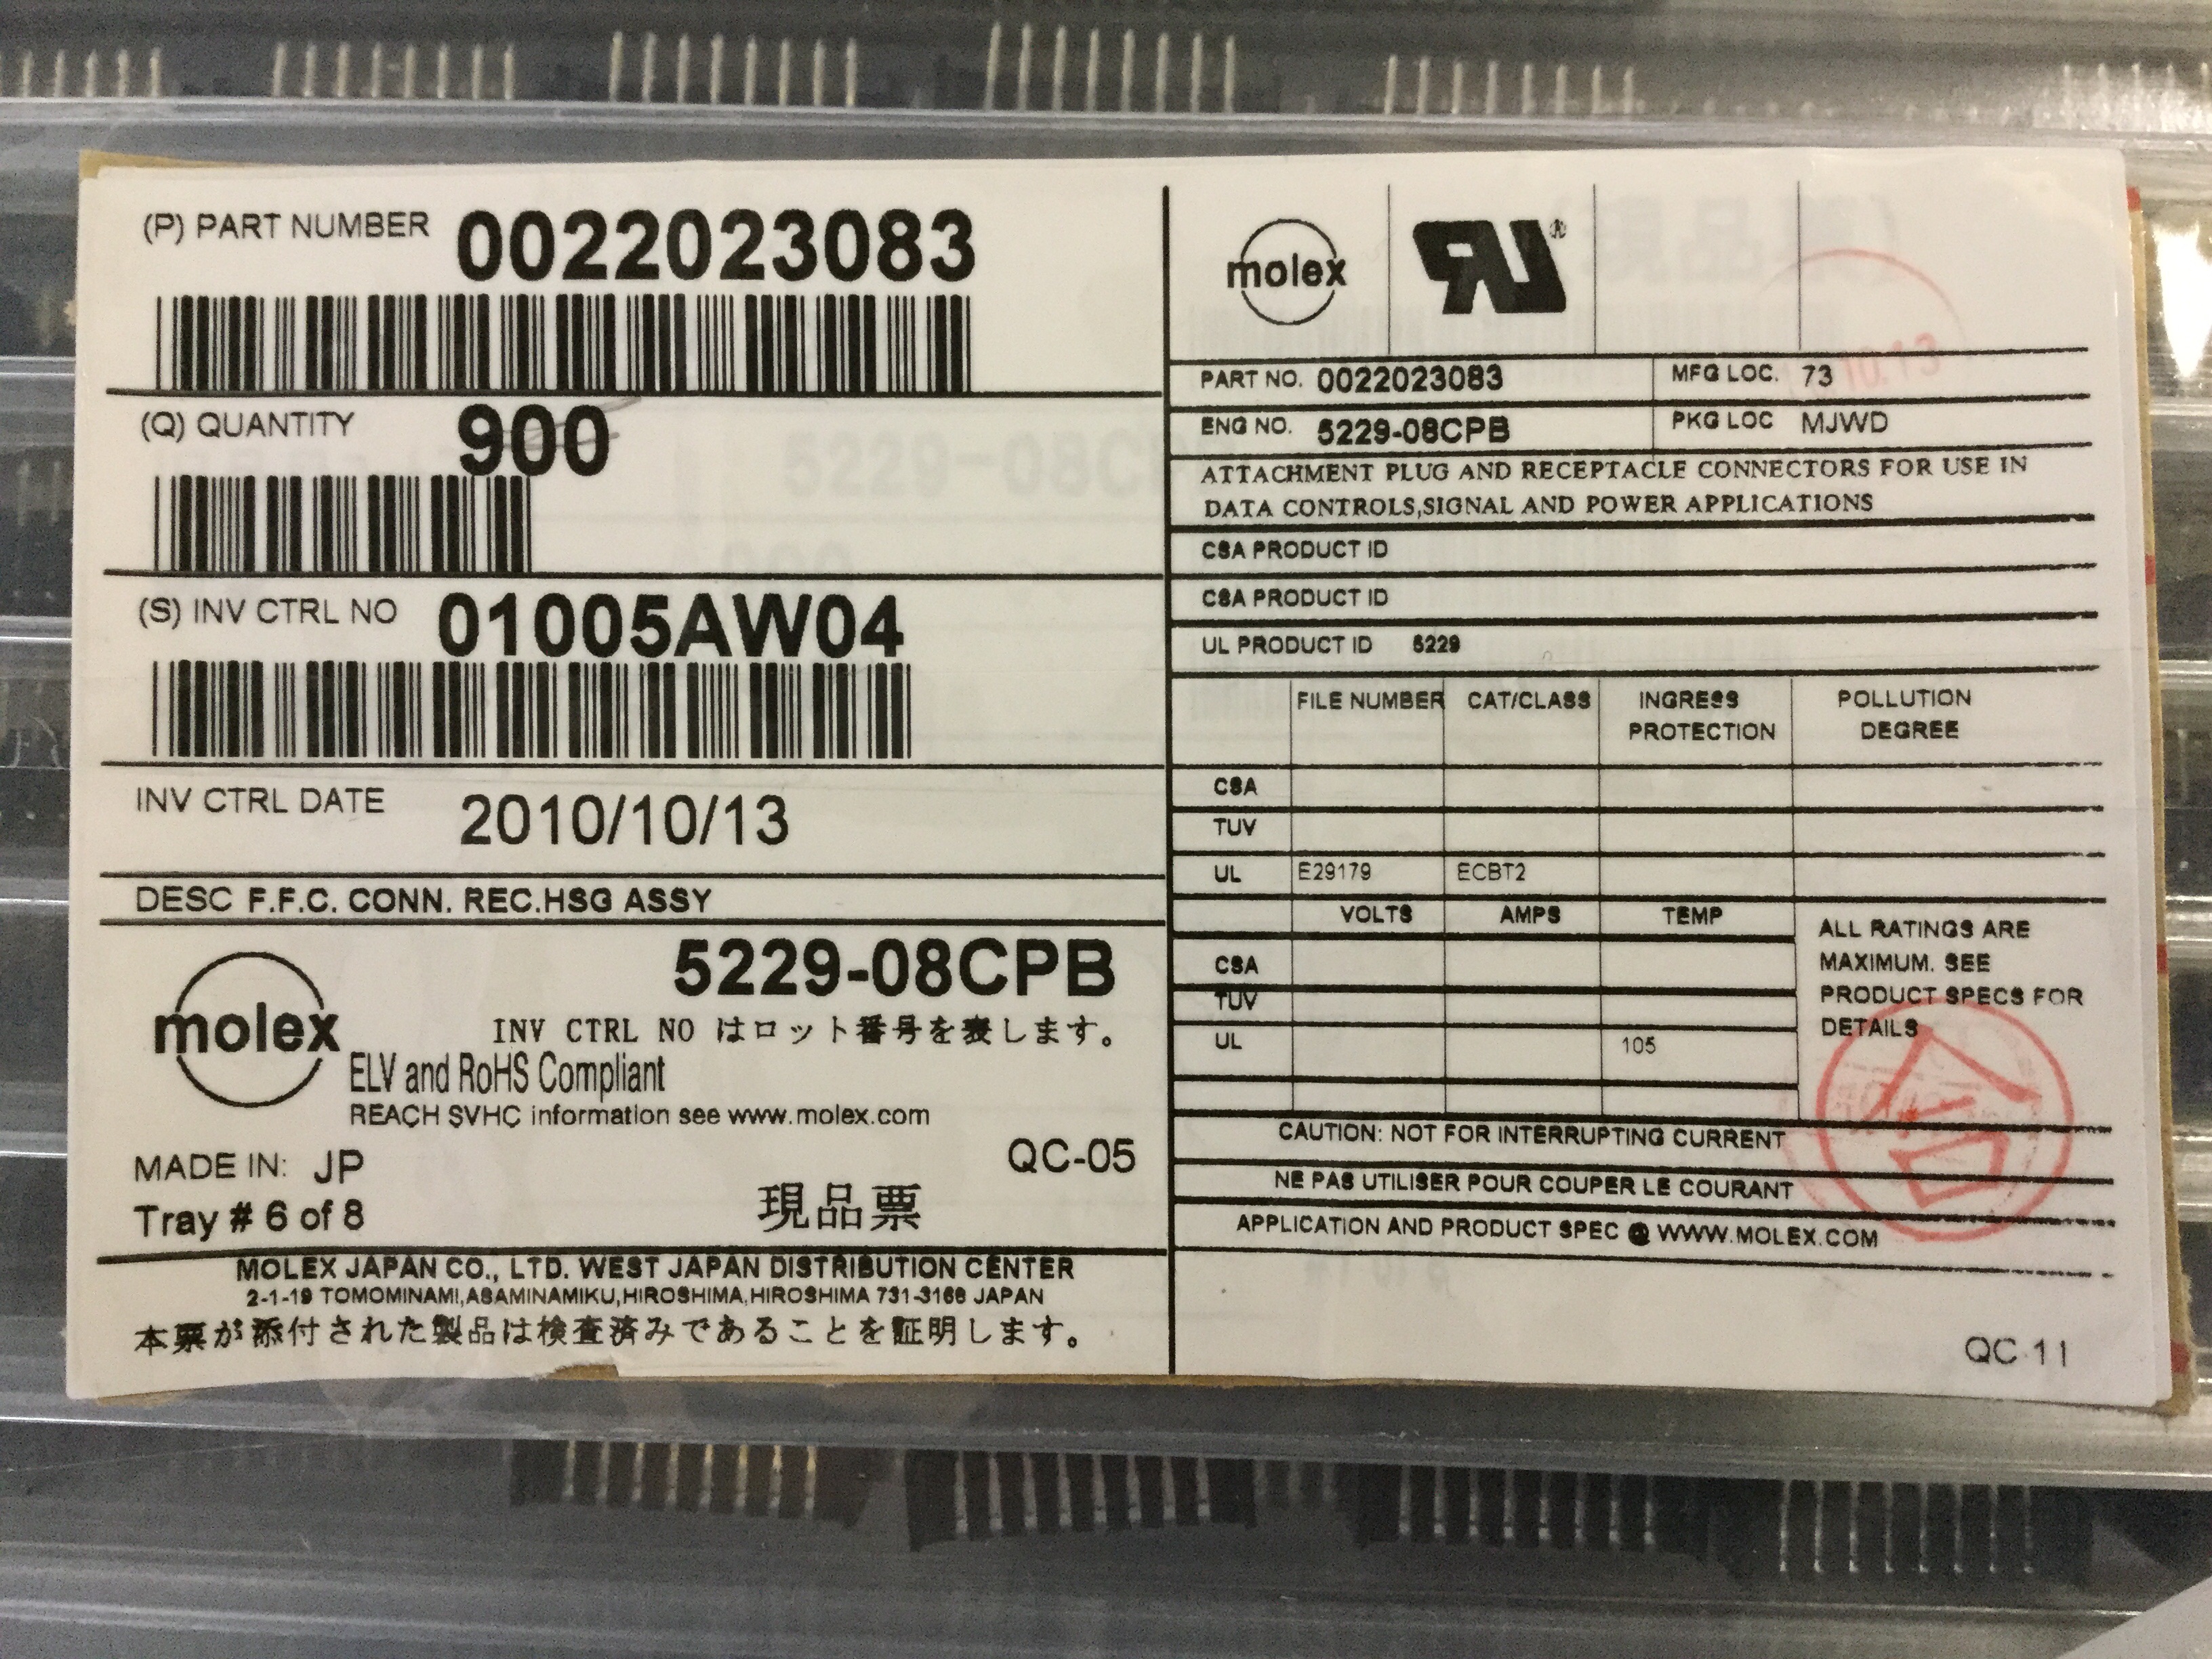 (P) PART NUMBER 0022023083
(Q) QUANTITY 900
(S) INV CTRL NO 01005AW04
INV CTRL DATE 2010/10/13
DESC F.F.C. CONN. REC.HSG ASSY
5229-08CPB
molex
INV CTRL NO はロット番号を表します。
ELV and RoHS Compliant
REACH SVHC information see www.molex.com
QC-05
MADE IN: JP
Tray # 6 of 8
現品票
MOLEX JAPAN CO., LTD. WEST JAPAN DISTRIBUTION CENTER
2-1-19 TOMOMINAMI,ASAMINAMIKU,HIROSHIMA,HIROSHIMA 731-3168 JAPAN
本票が添付された製品は検査済みであることを証明します。
molex
UR®
PART NO. 0022023083 MFG LOC. 73
ENG NO. 5229-08CPB PKG LOC MJWD
ATTACHMENT PLUG AND RECEPTACLE CONNECTORS FOR USE IN
DATA CONTROLS,SIGNAL AND POWER APPLICATIONS
CSA PRODUCT ID
CSA PRODUCT ID
UL PRODUCT ID 5229
FILE NUMBER CAT/CLASS INGRESS PROTECTION POLLUTION DEGREE
CSA
TUV
UL E29179 ECBT2
VOLTS AMPS TEMP
CSA
TUV
UL 105
ALL RATINGS ARE
MAXIMUM. SEE
PRODUCT SPECS FOR
DETAILS
合
CAUTION: NOT FOR INTERRUPTING CURRENT
NE PAS UTILISER POUR COUPER LE COURANT
APPLICATION AND PRODUCT SPEC @ WWW.MOLEX.COM
QC-11